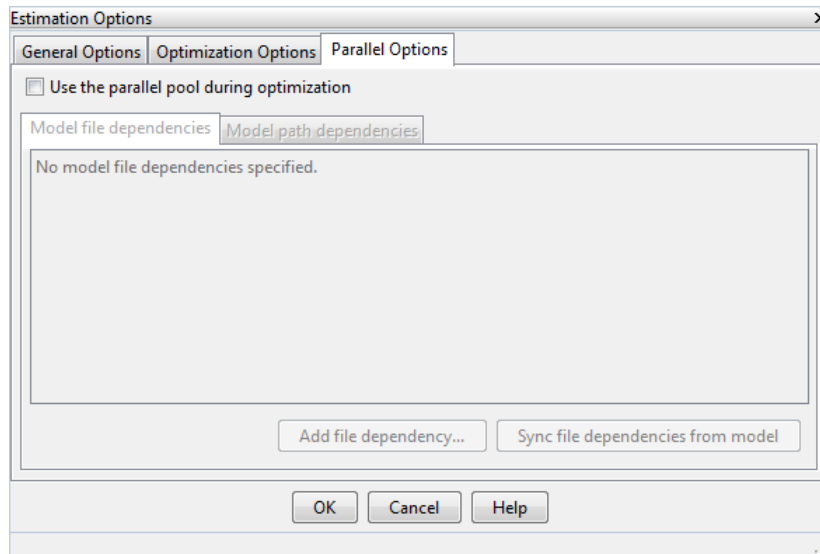 Estimation Options
General Options Optimization Options Parallel Options
Use the parallel pool during optimization
Model file dependencies Model path dependencies
No model file dependencies specified.
Add file dependency... Sync file dependencies from model
OK Cancel Help